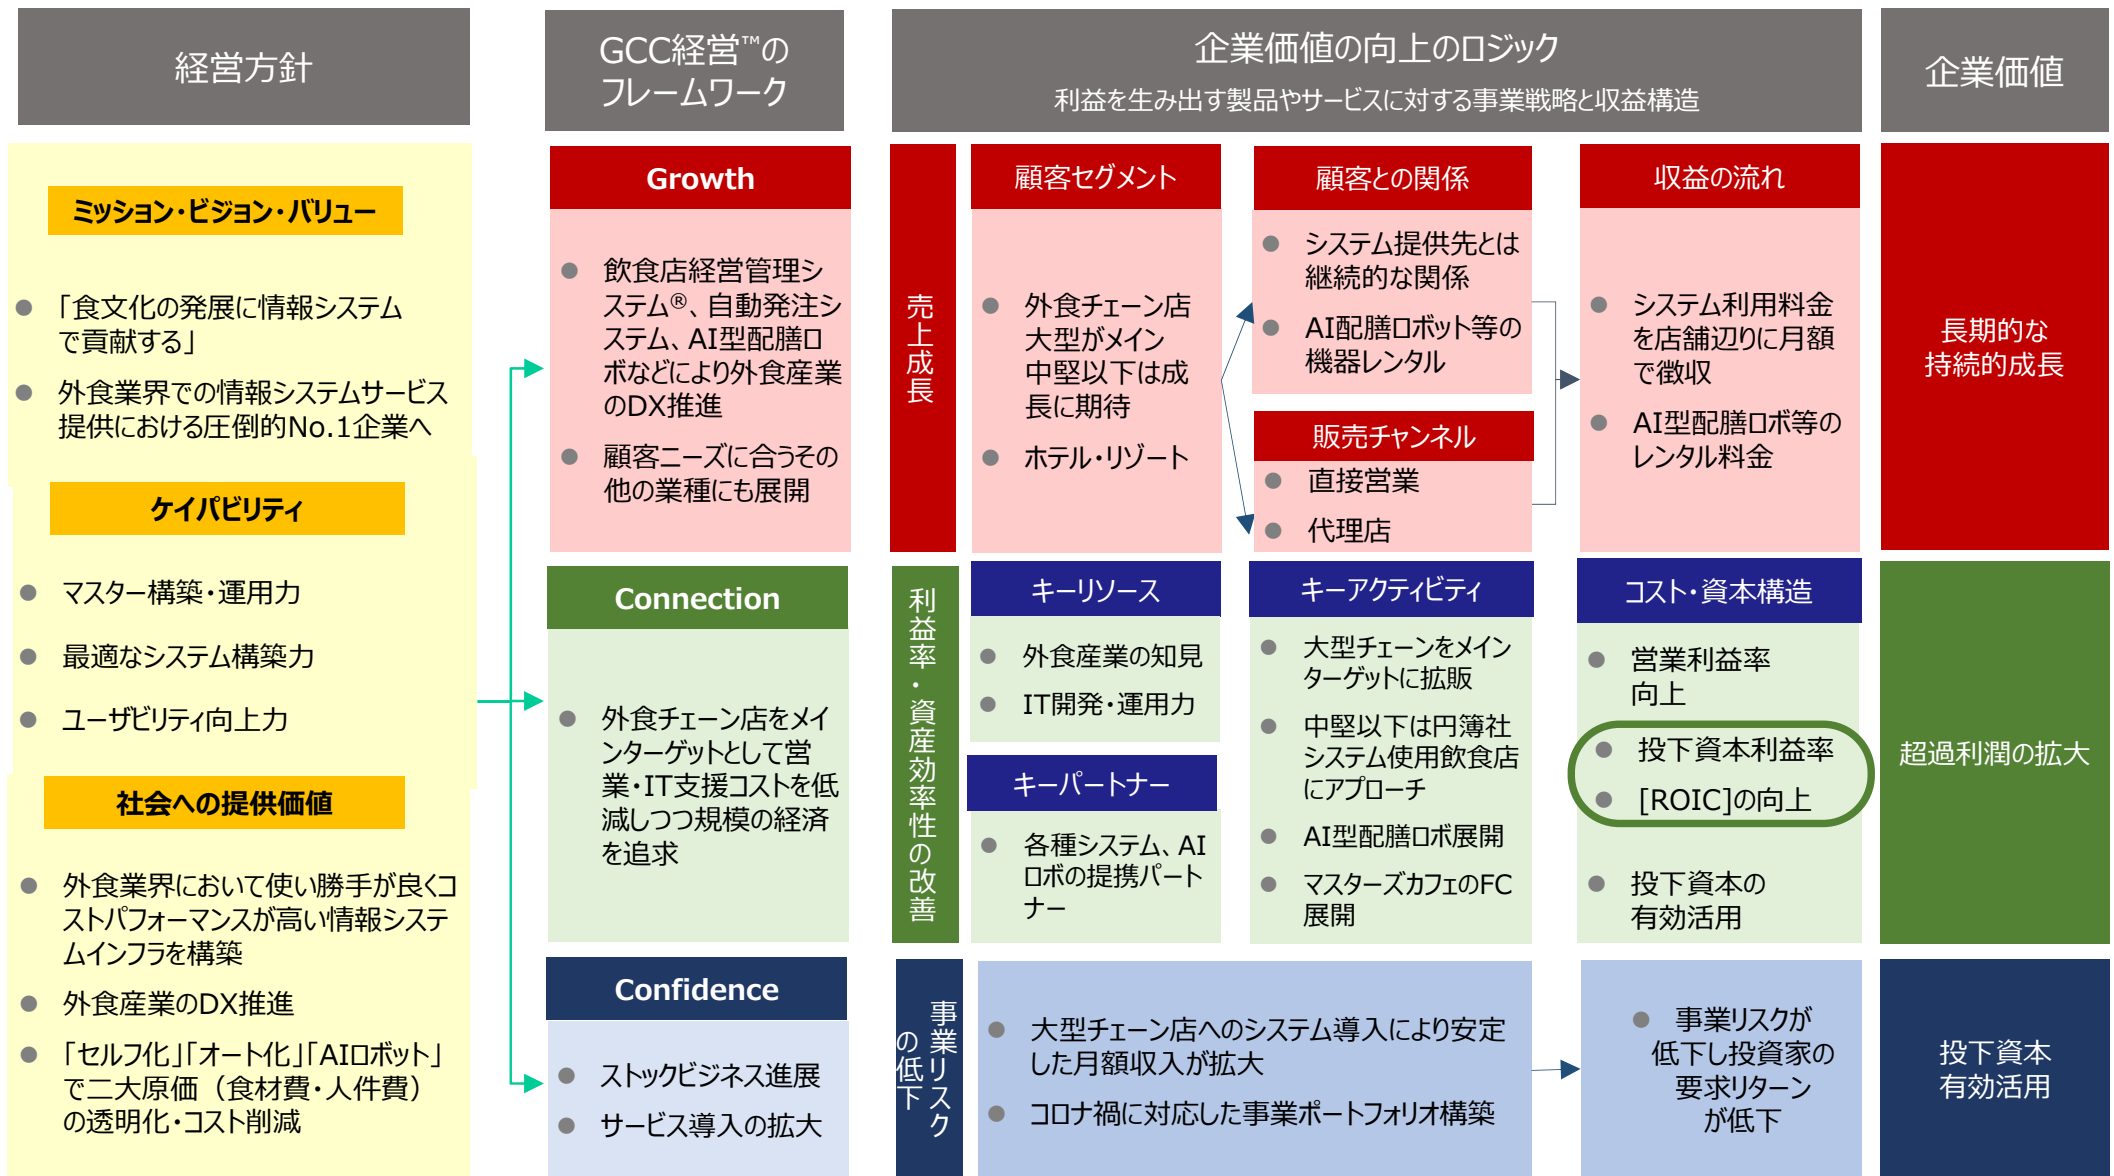 経営方針
GCC経営™の
フレームワーク
企業価値の向上のロジック
利益を生み出す製品やサービスに対する事業戦略と収益構造
企業価値
ミッション・ビジョン・バリュー
● 「食文化の発展に情報システム
で貢献する」
● 外食業界での情報システムサービス
提供における圧倒的No.1企業へ
ケイパビリティ
● マスター構築・運用力
● 最適なシステム構築力
● ユーザビリティ向上力
社会への提供価値
● 外食業界において使い勝手が良くコ
ストパフォーマンスが高い情報システ
ムインフラを構築
● 外食産業のDX推進
● 「セルフ化」「オート化」「AIロボット」
で二大原価（食材費・人件費）
の透明化・コスト削減
Growth
● 飲食店経営管理シ
ステム®、自動発注シ
ステム、AI型配膳ロ
ボなどにより外食産業
のDX推進
● 顧客ニーズに合うその
他の業種にも展開
Connection
● 外食チェーン店をメイ
ンターゲットとして営
業・IT支援コストを低
減しつつ規模の経済
を追求
Confidence
● ストックビジネス進展
● サービス導入の拡大
売上成長
顧客セグメント
● 外食チェーン店
大型がメイン
中堅以下は成
長に期待
● ホテル・リゾート
顧客との関係
● システム提供先とは
継続的な関係
● AI配膳ロボット等の
機器レンタル
販売チャンネル
● 直接営業
● 代理店
収益の流れ
● システム利用料金
を店舗辺りに月額
で徴収
● AI型配膳ロボ等の
レンタル料金
長期的な
持続的成長
利益率・資産効率性の改善
キーリソース
● 外食産業の知見
● IT開発・運用力
キーパートナー
● 各種システム、AI
ロボの提携パート
ナー
キーアクティビティ
● 大型チェーンをメイン
ターゲットに拡販
● 中堅以下は円簿社
システム使用飲食店
にアプローチ
● AI型配膳ロボ展開
● マスターズカフェのFC
展開
コスト・資本構造
● 営業利益率
向上
● 投下資本利益率
● [ROIC]の向上
● 投下資本の
有効活用
超過利潤の拡大
事業リスク
の低下
● 大型チェーン店へのシステム導入により安定
した月額収入が拡大
● コロナ禍に対応した事業ポートフォリオ構築
● 事業リスクが
低下し投資家の
要求リターン
が低下
投下資本
有効活用